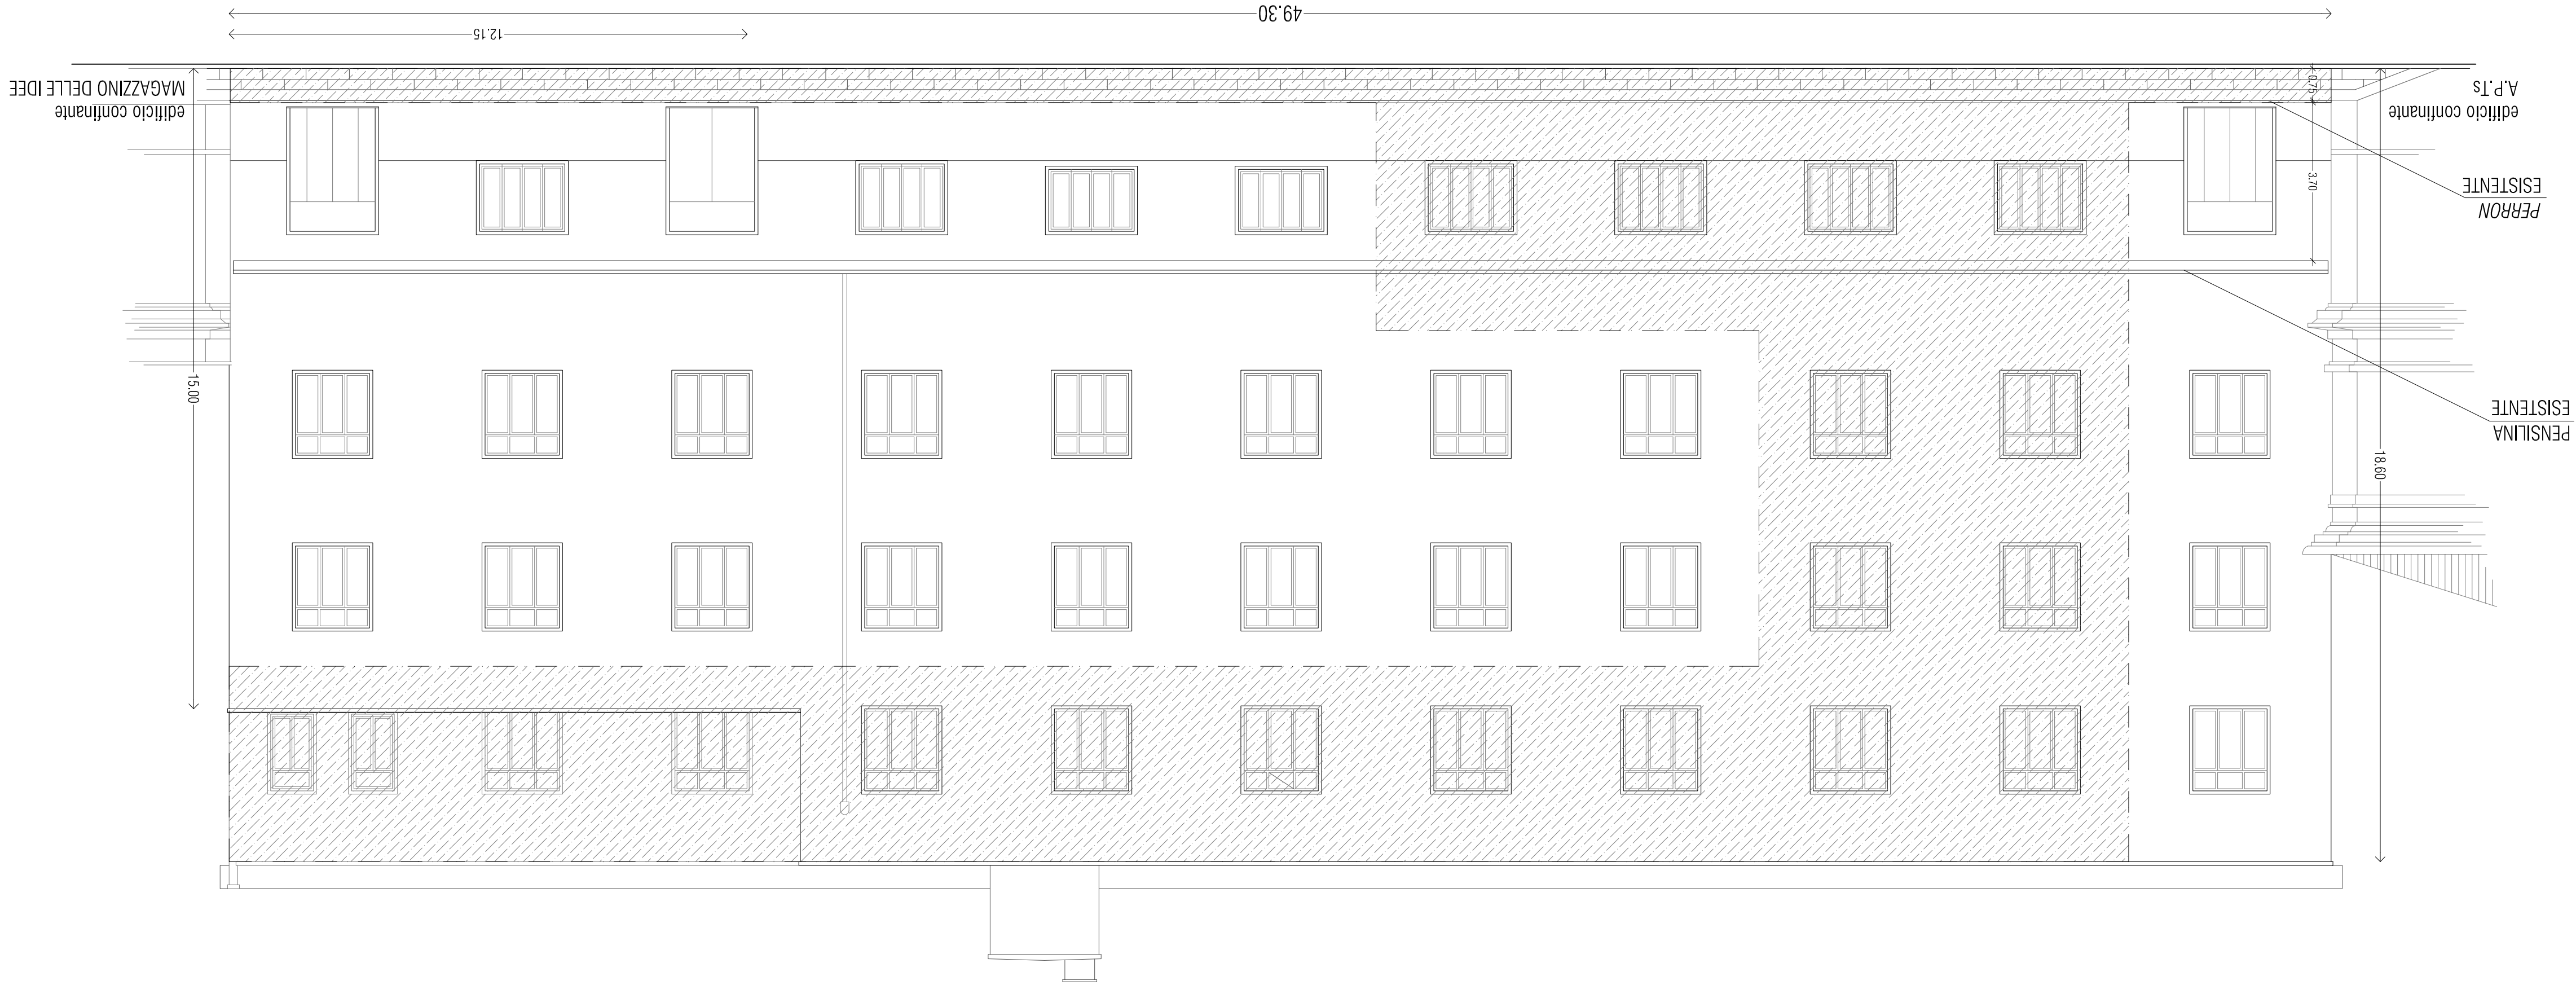 18.60
PENSILINA
ESISTENTE
15.00
PERRON
ESISTENTE
3.70
edificio confinante
A.P.Ts
0.75
edificio confinante
MAGAZZINO DELLE IDEE
12.15
49.30